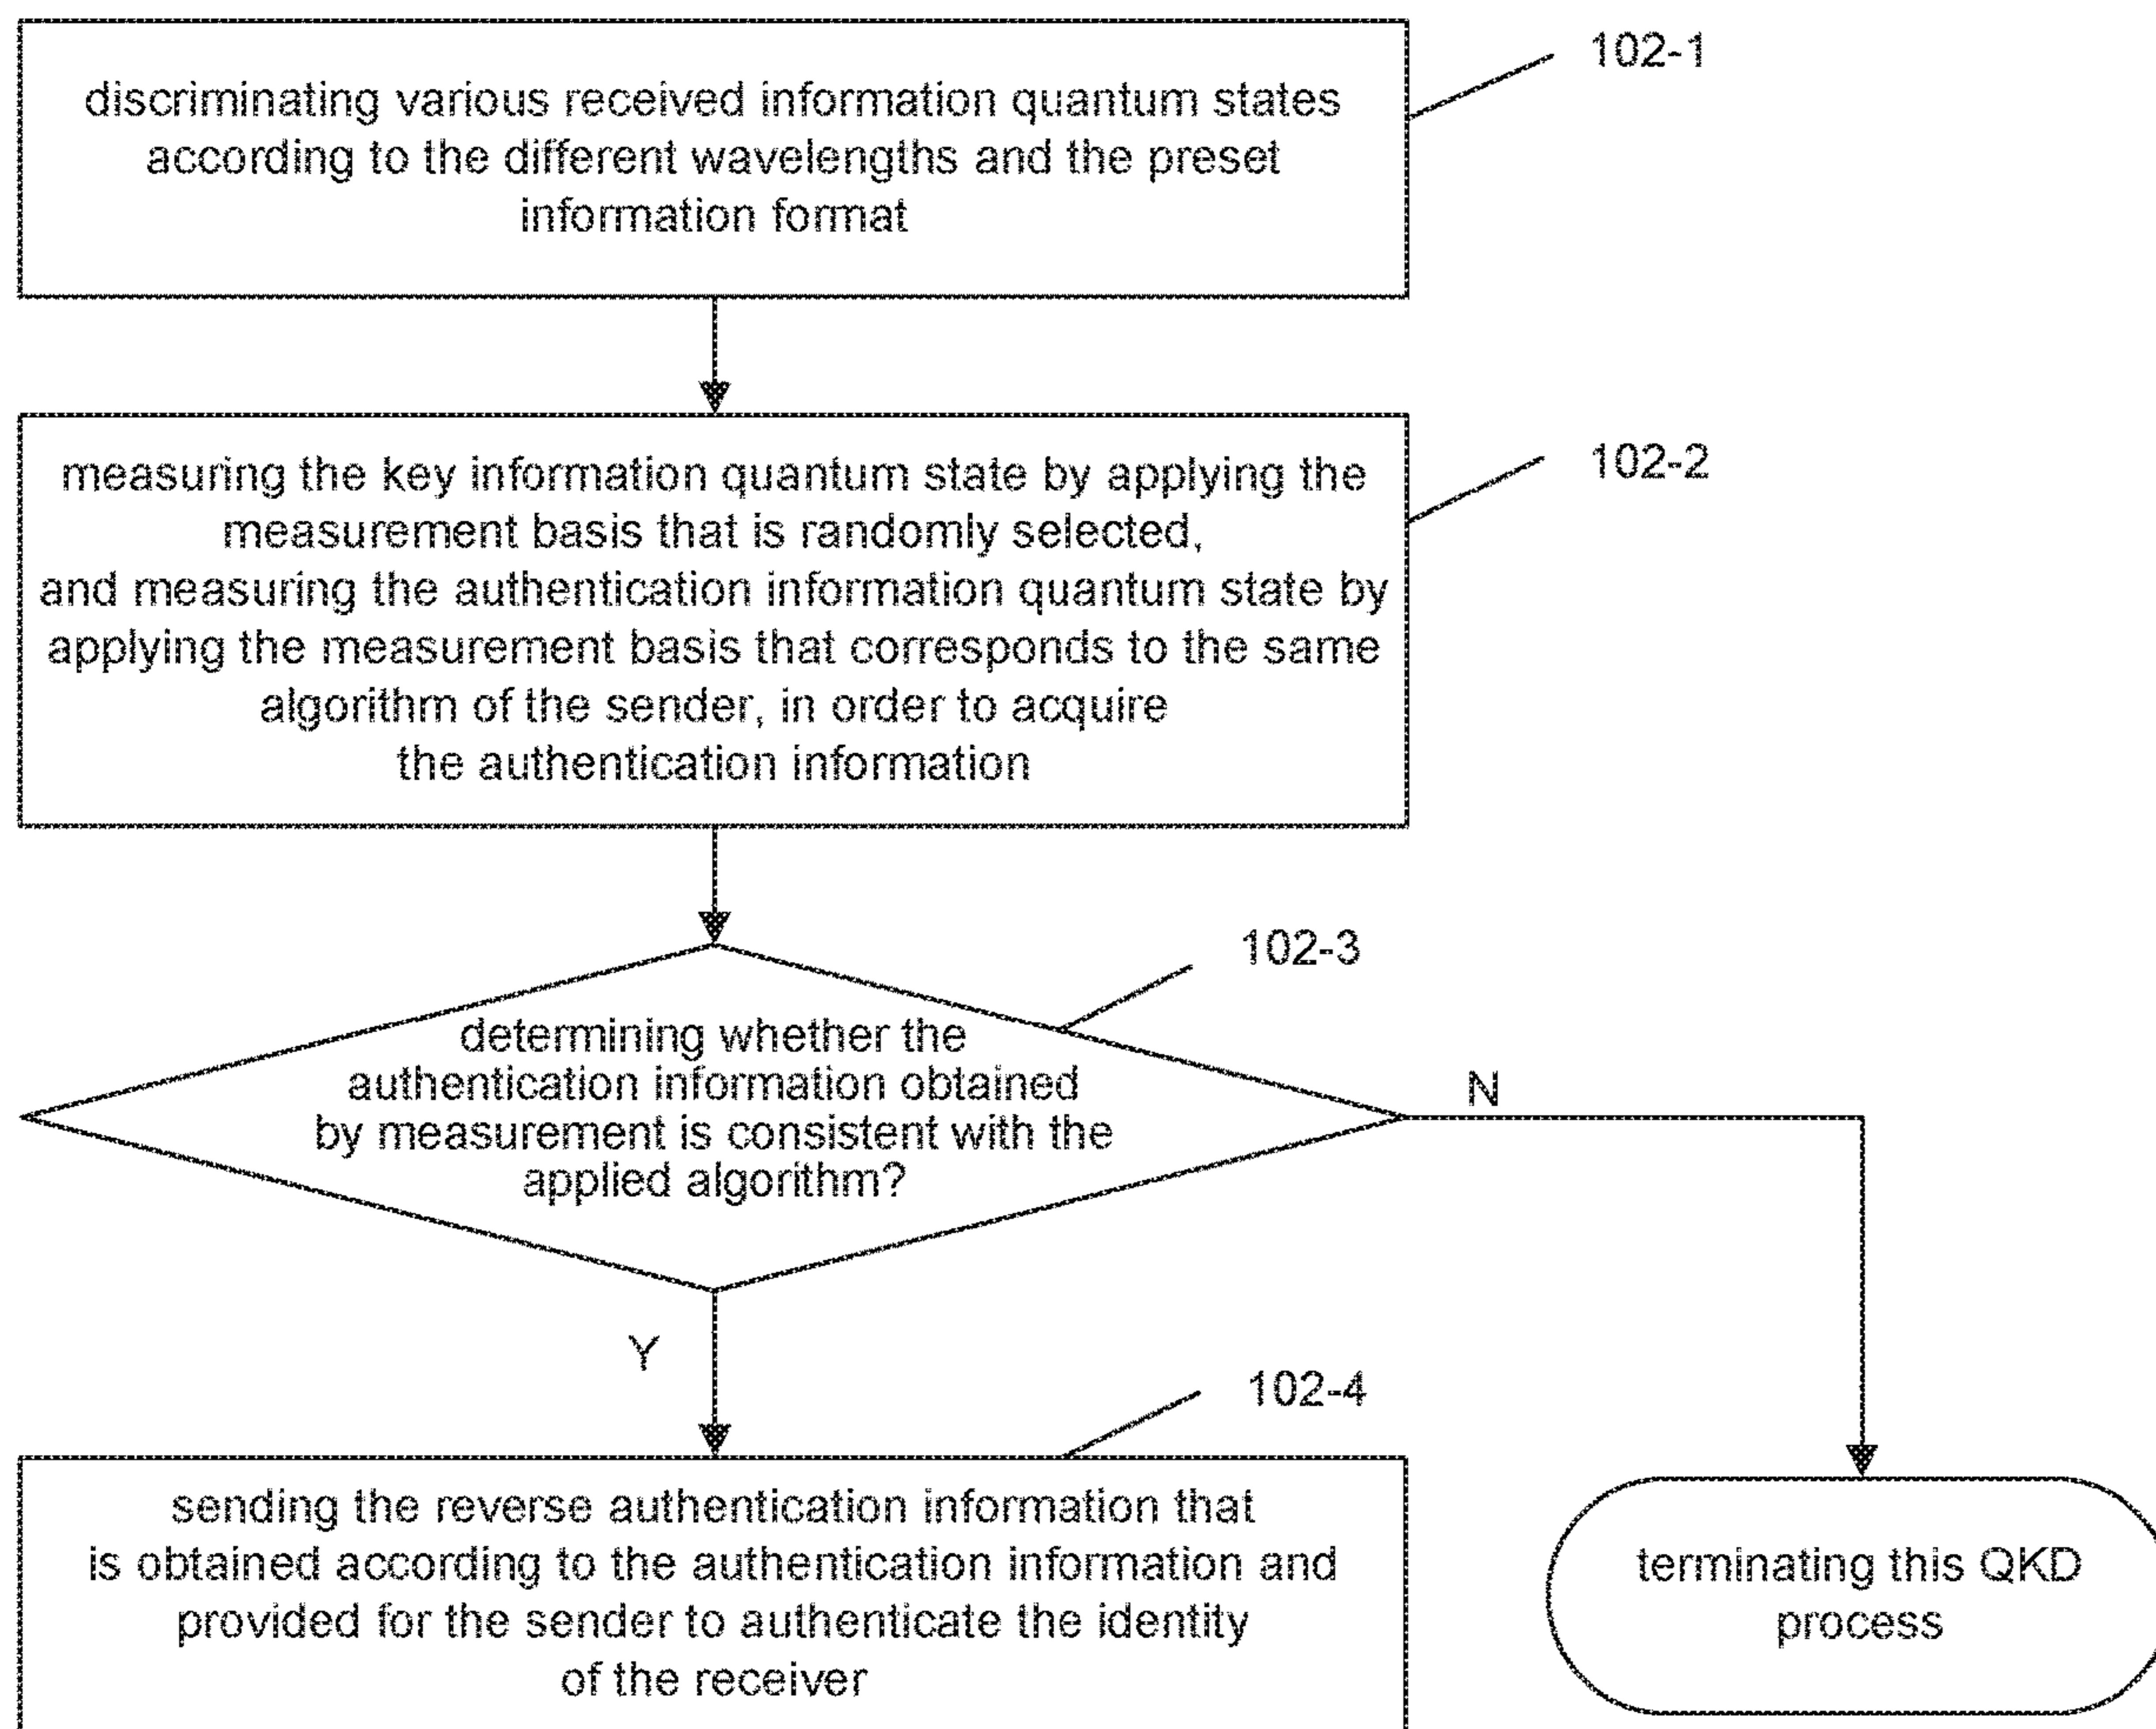 discriminating various received information quantum states
according to the different wavelengths and the preset
information format
102-1
measuring the key information quantum state by applying the
measurement basis that is randomly selected,
and measuring the authentication information quantum state by
applying the measurement basis that corresponds to the same
algorithm of the sender, in order to acquire
the authentication information
102-2
determining whether the
authentication information obtained
by measurement is consistent with the
applied algorithm?
102-3
N
Y
sending the reverse authentication information that
is obtained according to the authentication information and
provided for the sender to authenticate the identity
of the receiver
102-4
terminating this QKD
process